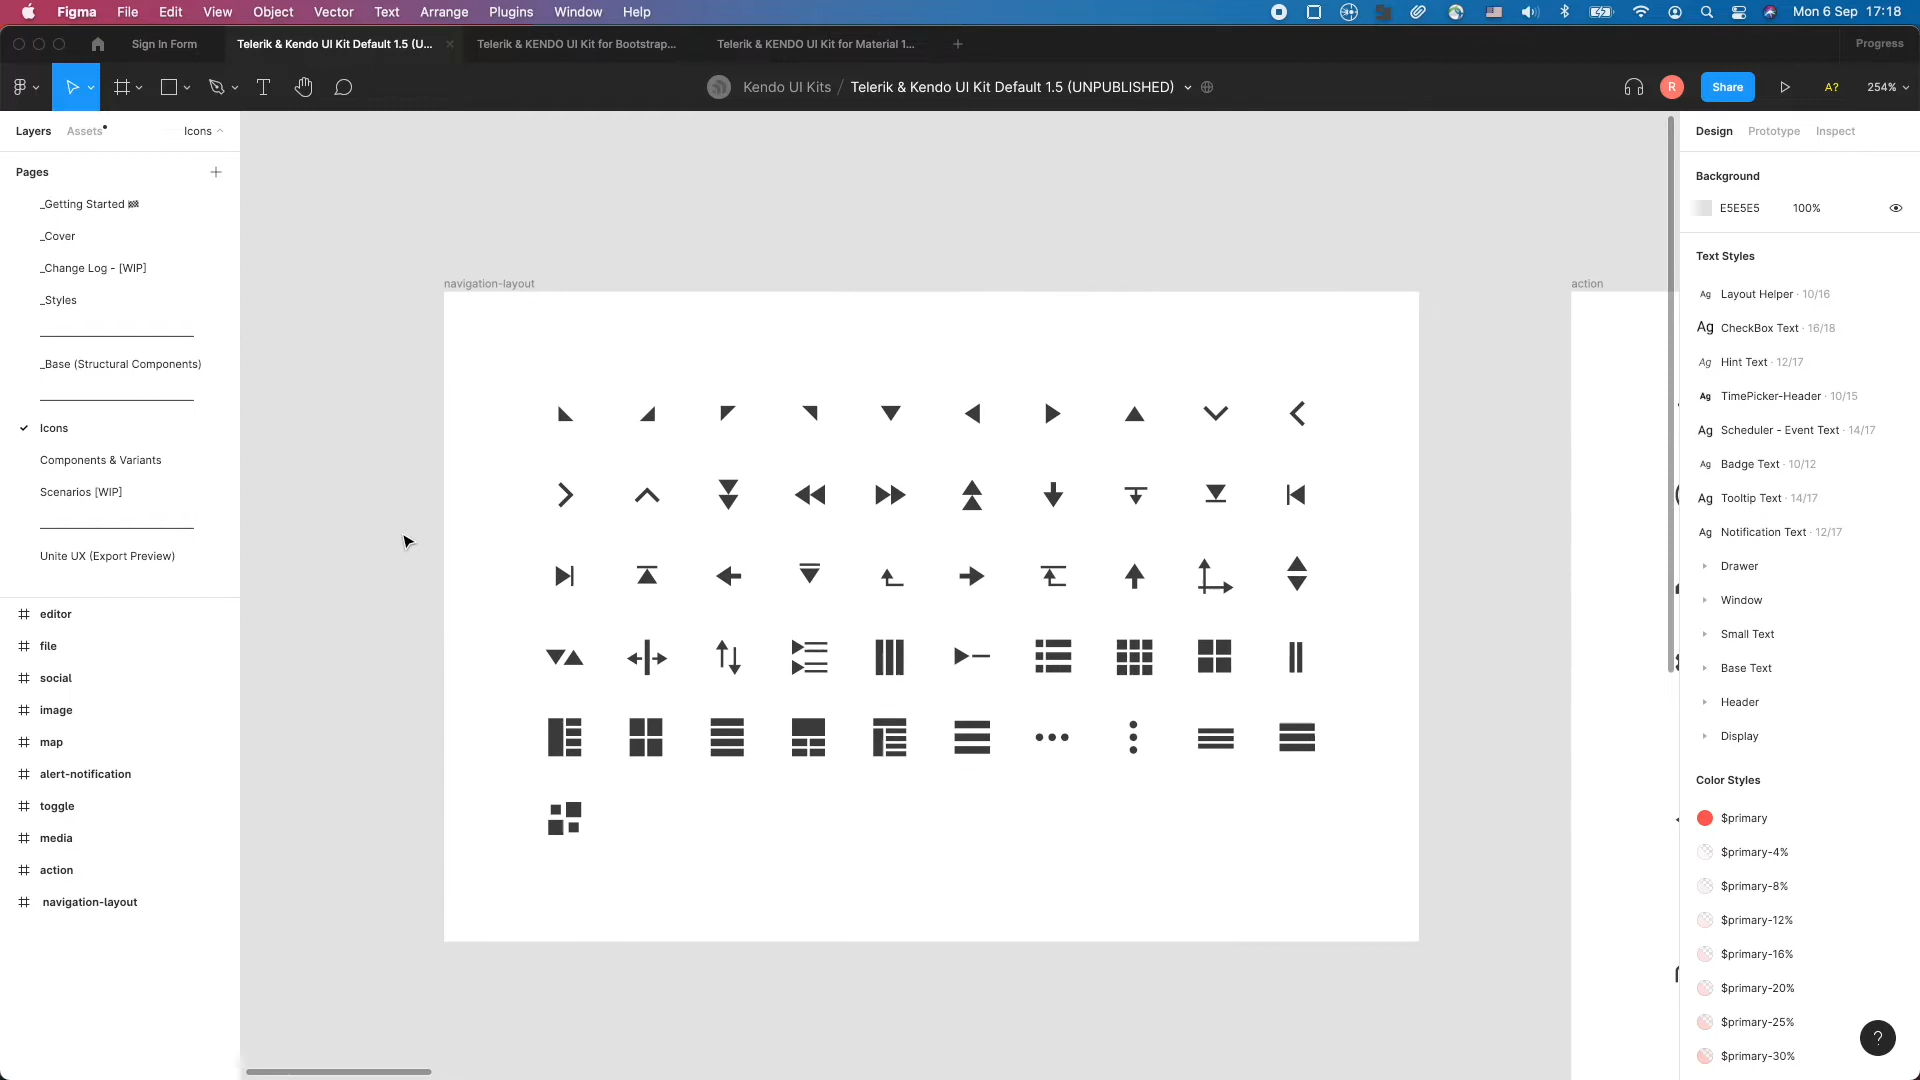 Figma File Edit View Object Vector Text Arrange Plugins Window Help Mon 6 Sep 17:18
Sign In Form Telerik & Kendo UI Kit Default 1.5 (U... Telerik & KENDO UI Kit for Bootstrap... Telerik & KENDO UI Kit for Material 1... Progress
Kendo UI Kits / Telerik & Kendo UI Kit Default 1.5 (UNPUBLISHED) R Share A? 254%
Layers Assets Icons
Pages
_Getting Started
_Cover
_Change Log - [WIP]
_Styles
_Base (Structural Components)
Icons
Components & Variants
Scenarios [WIP]
Unite UX (Export Preview)
editor
file
social
image
map
alert-notification
toggle
media
action
navigation-layout
navigation-layout
action
Design Prototype Inspect
Background
E5E5E5 100%
Text Styles
Ag Layout Helper · 10/16
Ag CheckBox Text · 16/18
Ag Hint Text · 12/17
Ag TimePicker-Header · 10/15
Ag Scheduler - Event Text · 14/17
Ag Badge Text · 10/12
Ag Tooltip Text · 14/17
Ag Notification Text · 12/17
Drawer
Window
Small Text
Base Text
Header
Display
Color Styles
$primary
$primary-4%
$primary-8%
$primary-12%
$primary-16%
$primary-20%
$primary-25%
$primary-30%
?